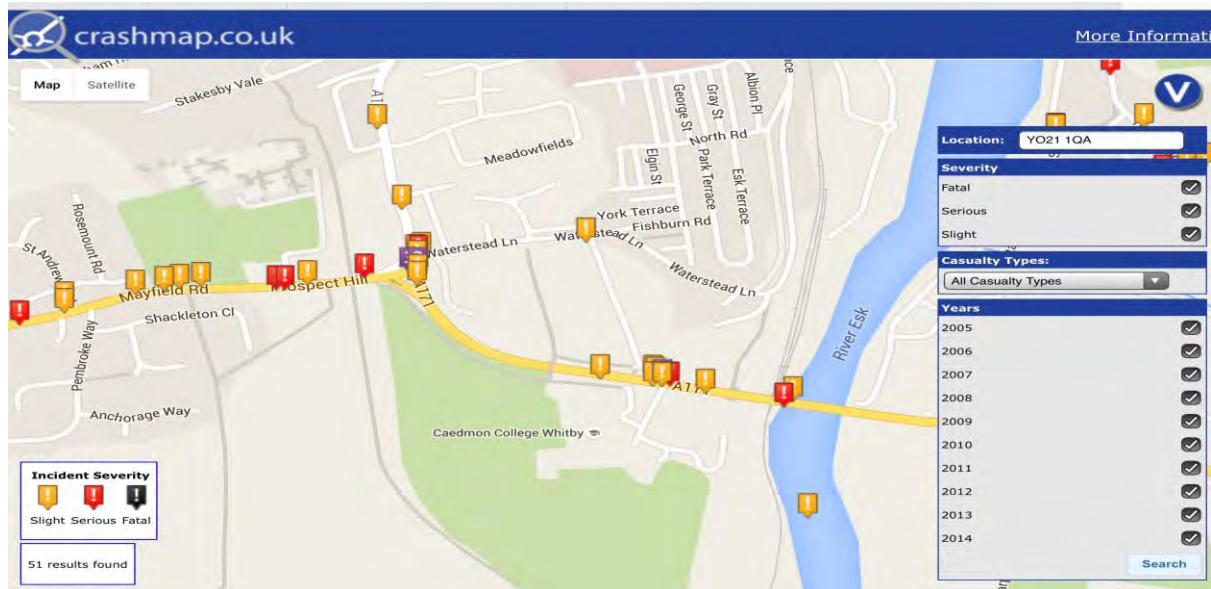 crashmap.co.uk
More Informati
Map
Satellite
Stakesby Vale
Meadowfields
Albion Pl
Gray St
George St
North Rd
Park Terrace
Elgin St
Esk Terrace
York Terrace
Fishburn Rd
Waterstead Ln
Waterstead Ln
Rosemount Rd
St Andrew
Mayfield Rd
Prospect Hill
A171
Shackleton Cl
Pembroke Way
Anchorage Way
River Esk
A171
Caedmon College Whitby
Location: YO21 1QA
Severity
Fatal
Serious
Slight
Casualty Types:
All Casualty Types
Years
2005
2006
2007
2008
2009
2010
2011
2012
2013
2014
Search
Incident Severity
Slight Serious Fatal
51 results found